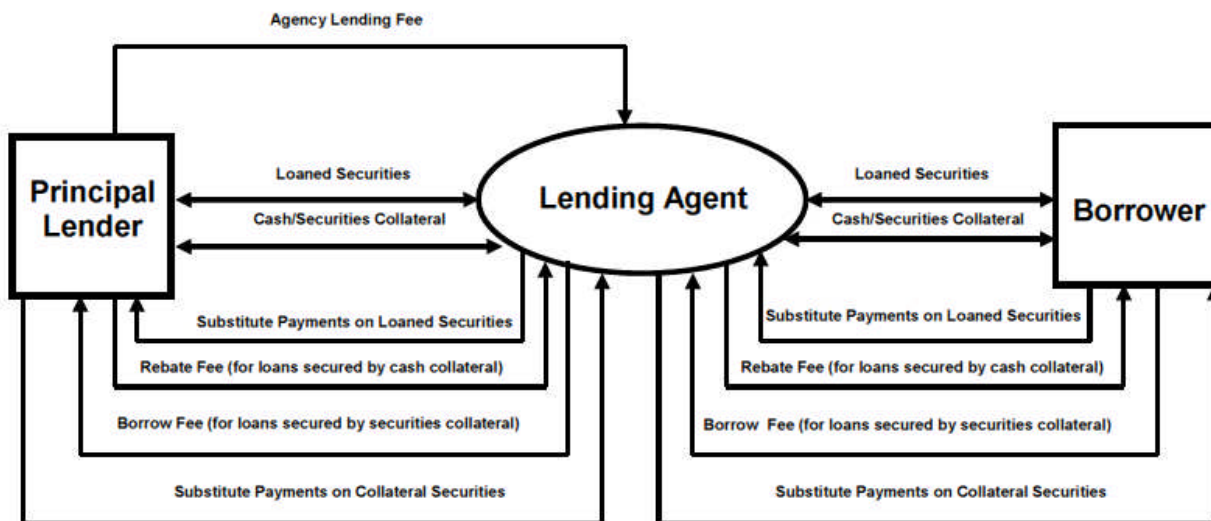 Agency Lending Fee
Principal
Lender
Loaned Securities
Cash/Securities Collateral
Lending Agent
Loaned Securities
Cash/Securities Collateral
Borrower
Substitute Payments on Loaned Securities
Rebate Fee (for loans secured by cash collateral)
Borrow Fee (for loans secured by securities collateral)
Substitute Payments on Collateral Securities
Substitute Payments on Loaned Securities
Rebate Fee (for loans secured by cash collateral)
Borrow Fee (for loans secured by securities collateral)
Substitute Payments on Collateral Securities